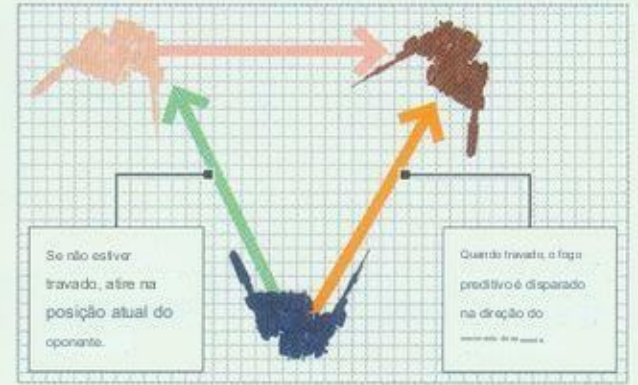 Se não estiver
travado, atire na
posição atual do
oponente.
Quando travado, o fogo
preditivo é disparado
na direção do